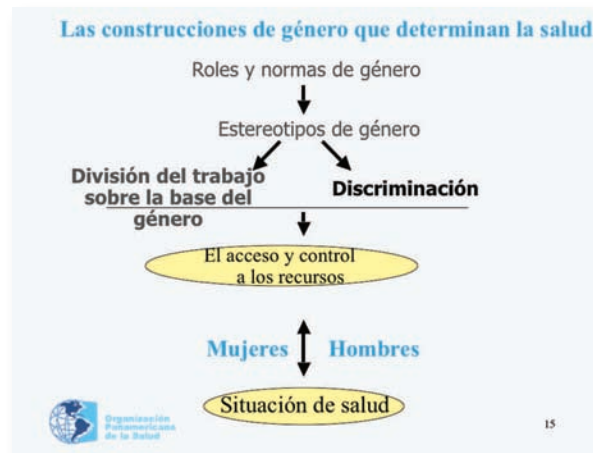 Las construcciones de género que determinan la salud
Roles y normas de género
Estereotipos de género
División del trabajo
sobre la base del
género
Discriminación
El acceso y control
a los recursos
Mujeres
Hombres
Situación de salud
Organización
Panamericana
de la Salud
15